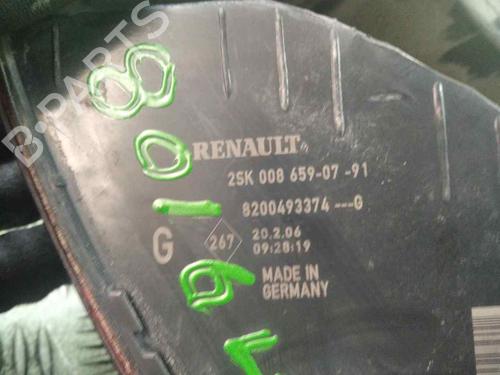 RENAULT
2SK 008 659-07 -91
8200493374---G
G
267
20.2.06
09:28:19
MADE IN
GERMANY
B-PARTS